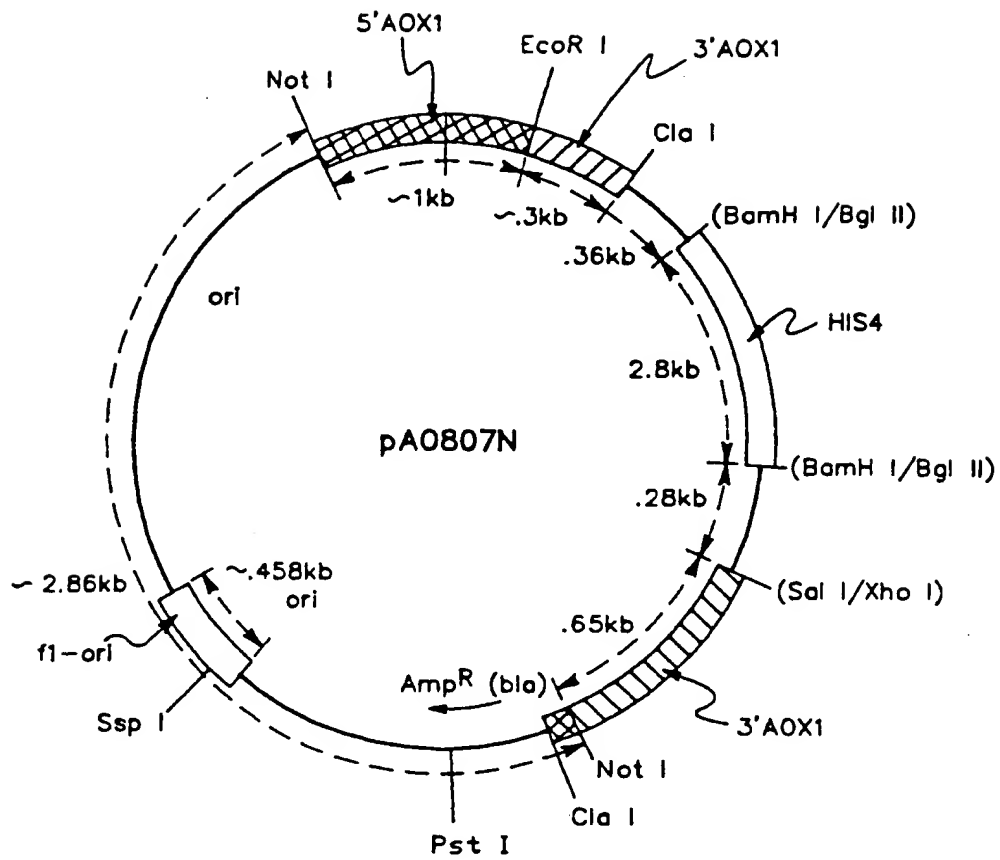 5'AOX1
EcoR I
3'AOX1
Not I
Cla I
~1kb
~.3kb
(BamH I/Bgl II)
.36kb
ori
HIS4
2.8kb
pA0807N
(BamH I/Bgl II)
.28kb
~.458kb
~ 2.86kb
ori
(Sal I/Xho I)
.65kb
f1-ori
AmpR (bla)
Ssp I
3'AOX1
Not I
Cla I
Pst I